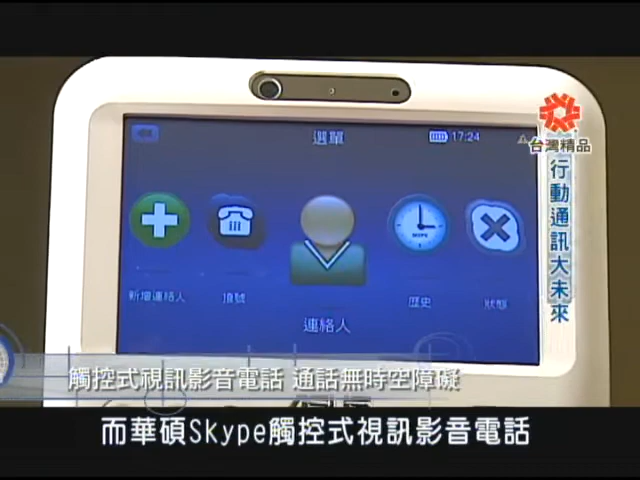 選單
17:24
台灣精品
行動通訊大未來
新增連絡人
撥號
連絡人
歷史
狀態
觸控式視訊影音電話 通話無時空障礙
而華碩Skype觸控式視訊影音電話